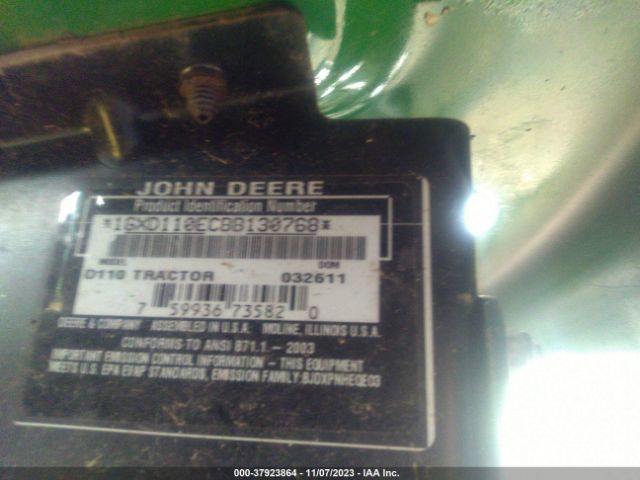 JOHN DEERE
Product Identification Number
*1GXD110ECBB130768*
MODEL DOM
D110 TRACTOR 032611
7 59936 73582 0
DEERE & COMPANY ASSEMBLED IN U.S.A. MOLINE, ILLINOIS U.S.A.
CONFORMS TO ANSI B71.1 - 2003
IMPORTANT EMISSION CONTROL INFORMATION - THIS EQUIPMENT
MEETS U.S. EPA EVAP STANDARDS, EMISSION FAMILY:BJDXPNHEQE03
000-37923864 - 11/07/2023 - IAA Inc.